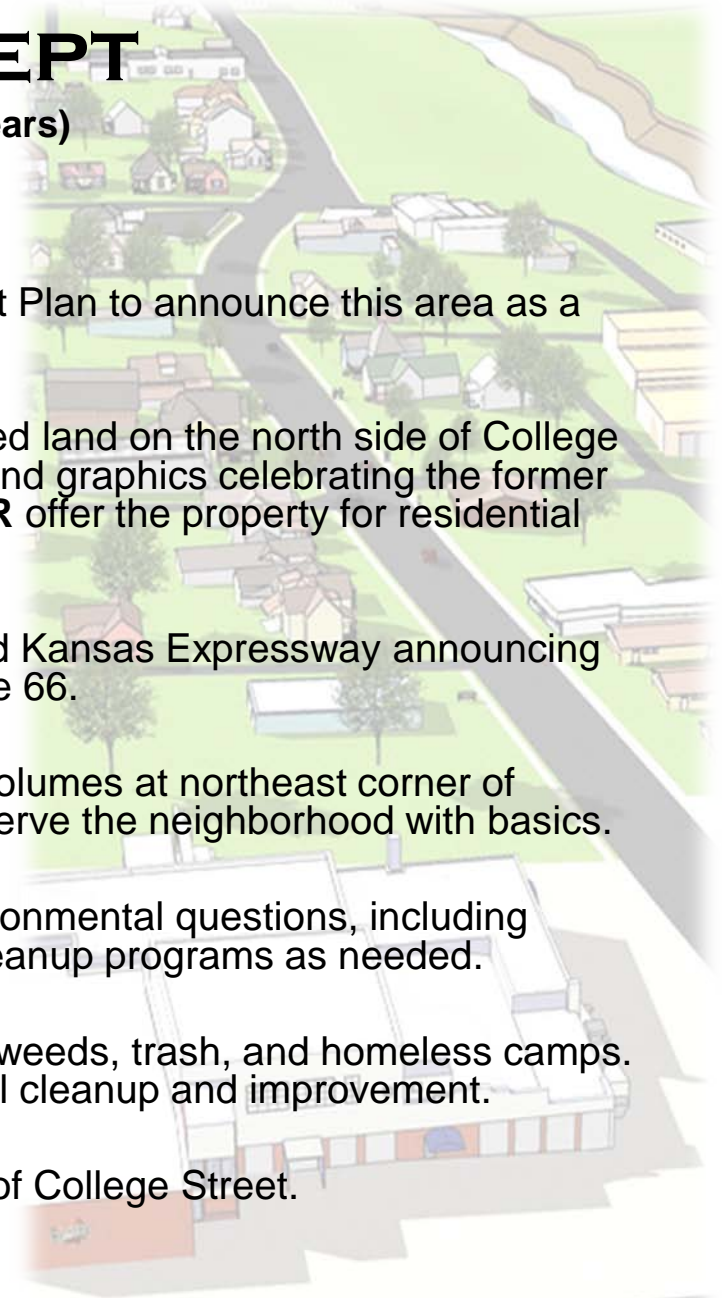 EPT
ars)
t Plan to announce this area as a
ed land on the north side of College
nd graphics celebrating the former
R offer the property for residential
d Kansas Expressway announcing
e 66.
olumes at northeast corner of
erve the neighborhood with basics.
onmental questions, including
eanup programs as needed.
weeds, trash, and homeless camps.
l cleanup and improvement.
of College Street.